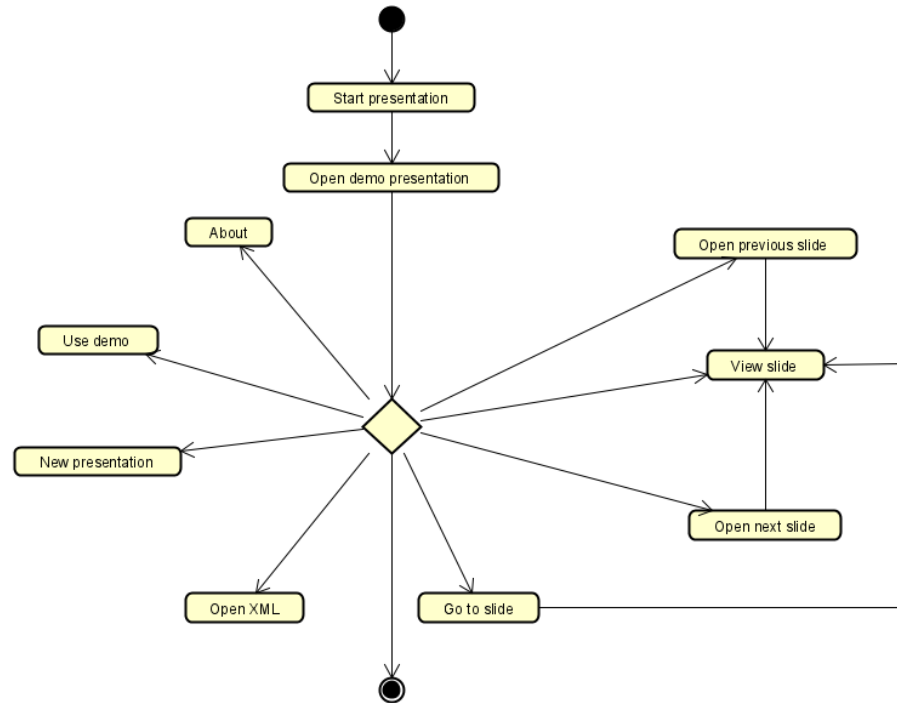 Start presentation
Open demo presentation
About
Open previous slide
Use demo
View slide
New presentation
Open next slide
Open XML
Go to slide